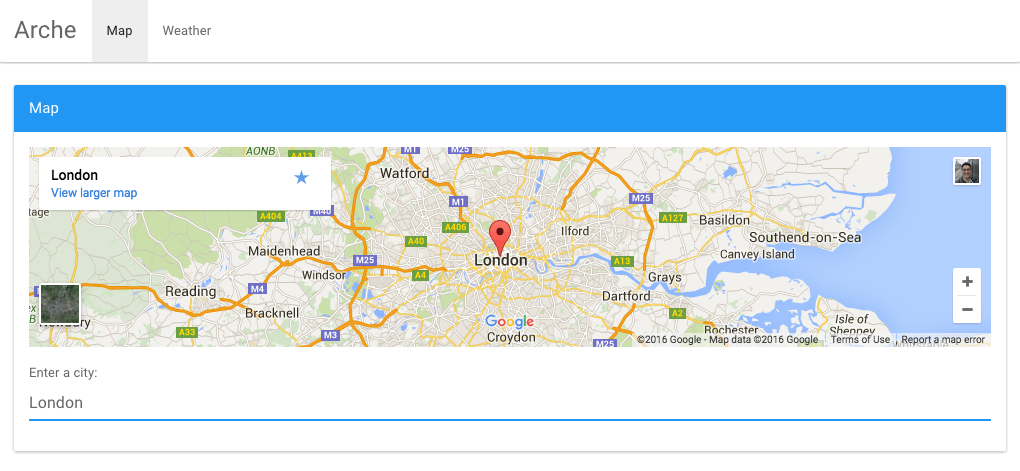 Arche Map Weather
Map
AONB A413 M1 M25
London
View larger map
Watford
M1
M25
A127
Basildon
tage
A404
M40
A406
A40
Ilford
Southend-on-Sea
Maidenhead
M25
London
A13
Canvey Island
Windsor
A4
Grays
Reading
M4
Dartford
Bracknell
A2
Newbury
A33
M3
Google
Croydon
M25
Rochester
Isle of
Sheppey
©2016 Google - Map data ©2016 Google Terms of Use Report a map error
Enter a city:
London